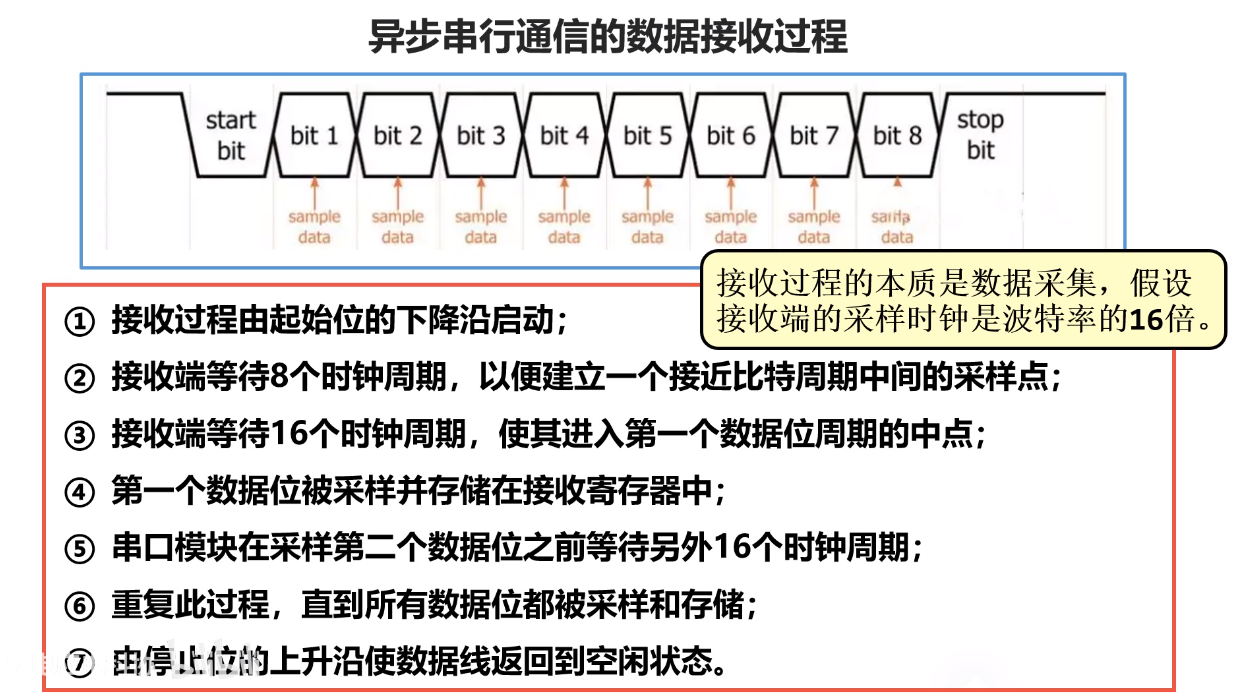 异步串行通信的数据接收过程
start bit 1 bit 2 bit 3 bit 4 bit 5 bit 6 bit 7 bit 8 stop
bit bit
sample sample sample sample sample sample sample
data data data data data data data data
接收过程的本质是数据采集，假设
接收端的采样时钟是波特率的16倍。
① 接收过程由起始位的下降沿启动；
② 接收端等待8个时钟周期，以便建立一个接近比特周期中间的采样点；
③ 接收端等待16个时钟周期，使其进入第一个数据位周期的中点；
④ 第一个数据位被采样并存储在接收寄存器中；
⑤ 串口模块在采样第二个数据位之前等待另外16个时钟周期；
⑥ 重复此过程，直到所有数据位都被采样和存储；
⑦ 由停止位的上升沿使数据线返回到空闲状态。